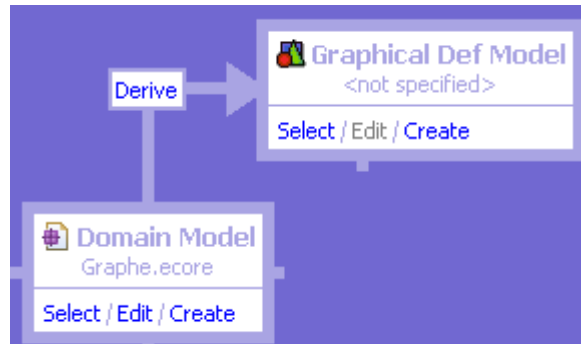 Graphical Def Model
<not specified>
Derive
Select / Edit / Create
Domain Model
Graphe.ecore
Select / Edit / Create